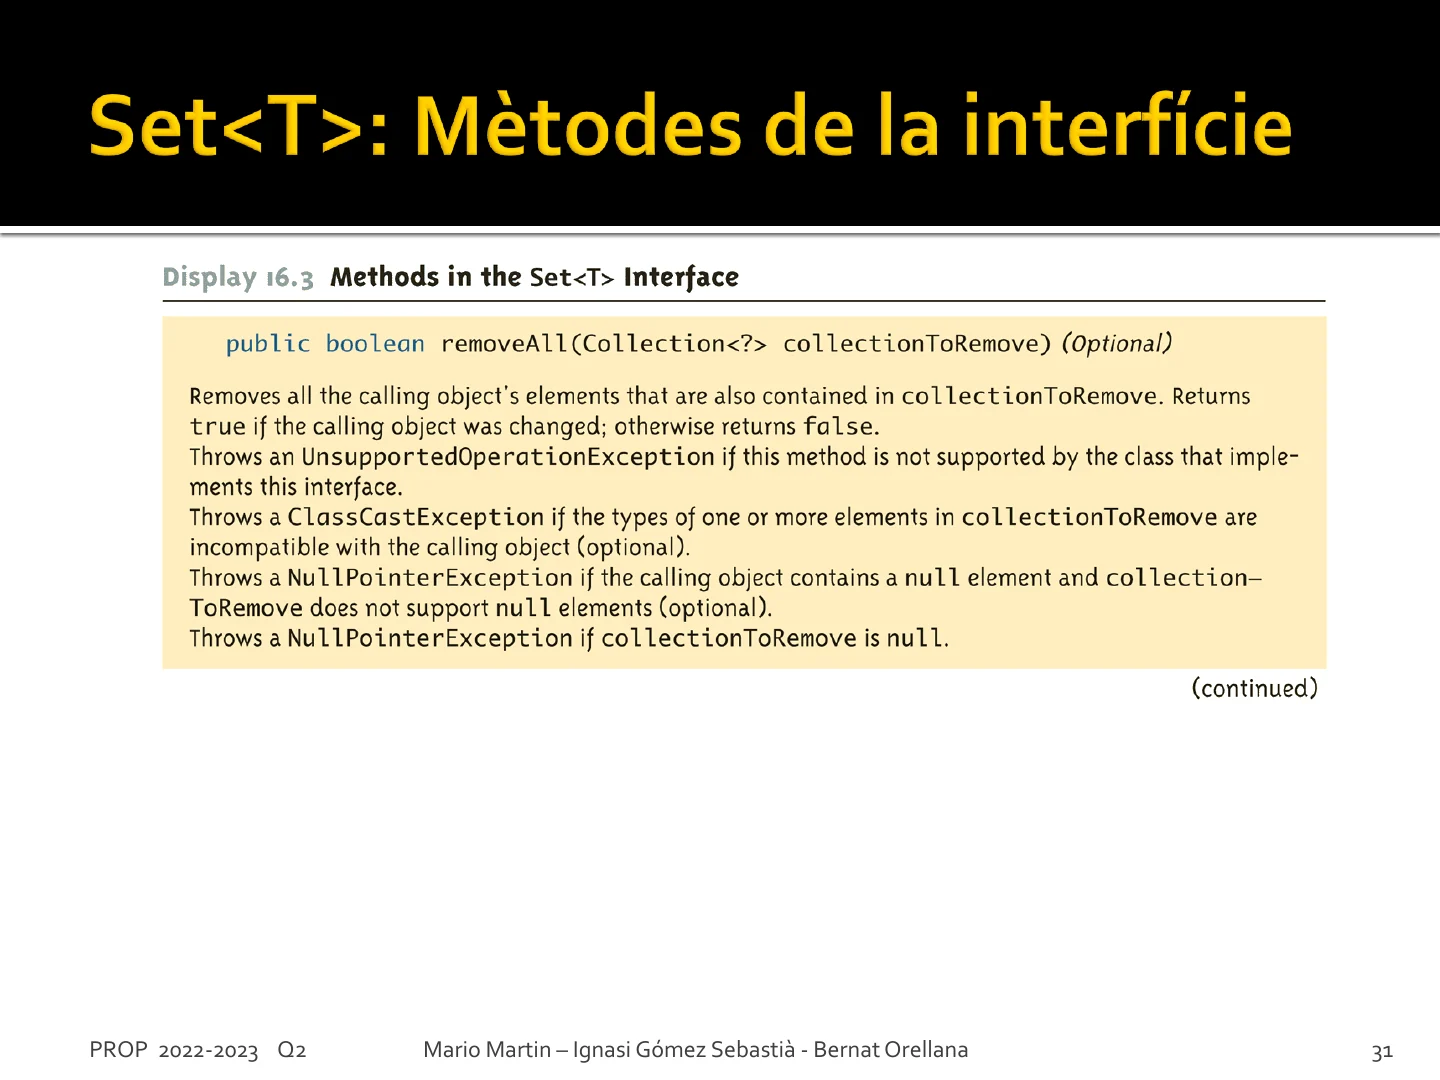 Set<T>: Mètodes de la interfície
Display 16.3 Methods in the Set<T> Interface
public boolean removeAll(Collection<?> collectionToRemove) (Optional)
Removes all the calling object's elements that are also contained in collectionToRemove. Returns
true if the calling object was changed; otherwise returns false.
Throws an UnsupportedOperationException if this method is not supported by the class that imple-
ments this interface.
Throws a ClassCastException if the types of one or more elements in collectionToRemove are
incompatible with the calling object (optional).
Throws a NullPointerException if the calling object contains a null element and collection–
ToRemove does not support null elements (optional).
Throws a NullPointerException if collectionToRemove is null.
(continued)
PROP 2022-2023 Q2 Mario Martin – Ignasi Gómez Sebastià - Bernat Orellana 31